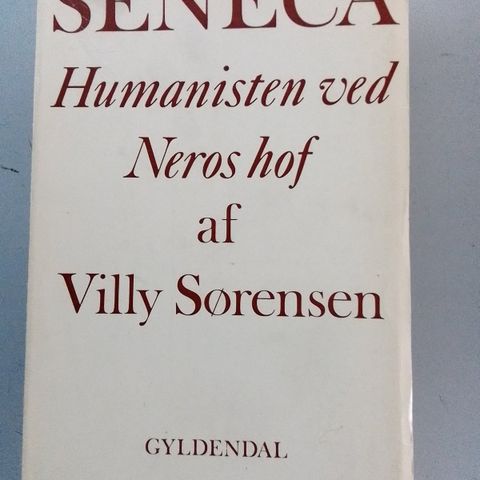 SENECA
Humanisten ved
Neros hof
af
Villy Sørensen
GYLDENDAL